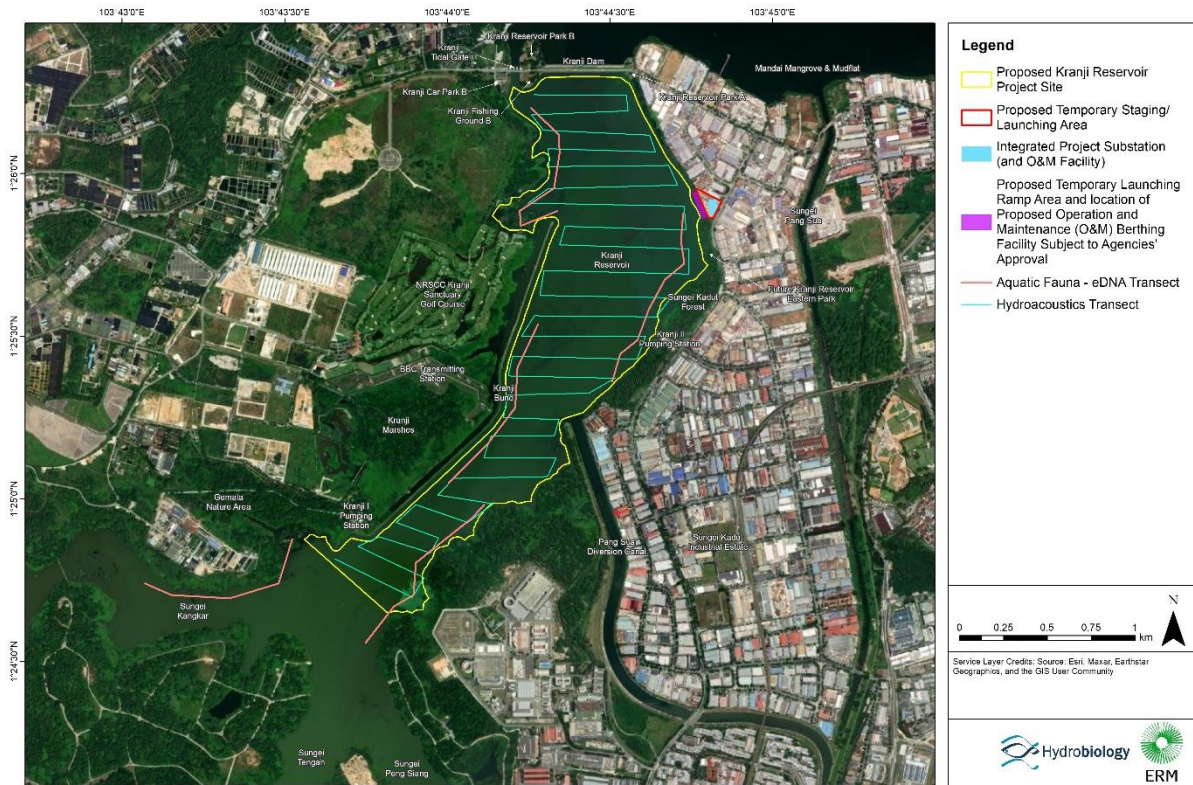 103°43'0"E
103°43'30"E
103°44'0"E
103°44'30"E
103°45'0"E
1°26'0"N
1°25'30"N
1°25'0"N
1°24'30"N
Kranji Reservoir Park B
Kranji
Tidal Gate
Kranji Dam
Mandai Mangrove & Mudflat
Kranji Car Park B
Kranji Reservoir Park A
Kranji Fishing
Ground B
Sungei
Pang Sua
Kranji
Reservoir
NRSCC Kranji
Sanctuary
Golf Course
Future Kranji Reservoir
Eastern Park
Sungei Kadut
Forest
Kranji II
Pumping Station
BBC Transmitting
Station
Kranji
Bund
Kranji
Marshes
Gemala
Nature Area
Kranji I
Pumping
Station
Pang Sua
Diversion Canal
Sungei Kadut
Industrial Estate
Sungei
Kangkar
Sungei
Tengah
Sungei
Peng Siang
Legend
Proposed Kranji Reservoir
Project Site
Proposed Temporary Staging/
Launching Area
Integrated Project Substation
(and O&M Facility)
Proposed Temporary Launching
Ramp Area and location of
Proposed Operation and
Maintenance (O&M) Berthing
Facility Subject to Agencies'
Approval
Aquatic Fauna - eDNA Transect
Hydroacoustics Transect
N
0 0.25 0.5 0.75 1
km
Service Layer Credits: Source: Esri, Maxar, Earthstar
Geographics, and the GIS User Community
Hydrobiology
ERM